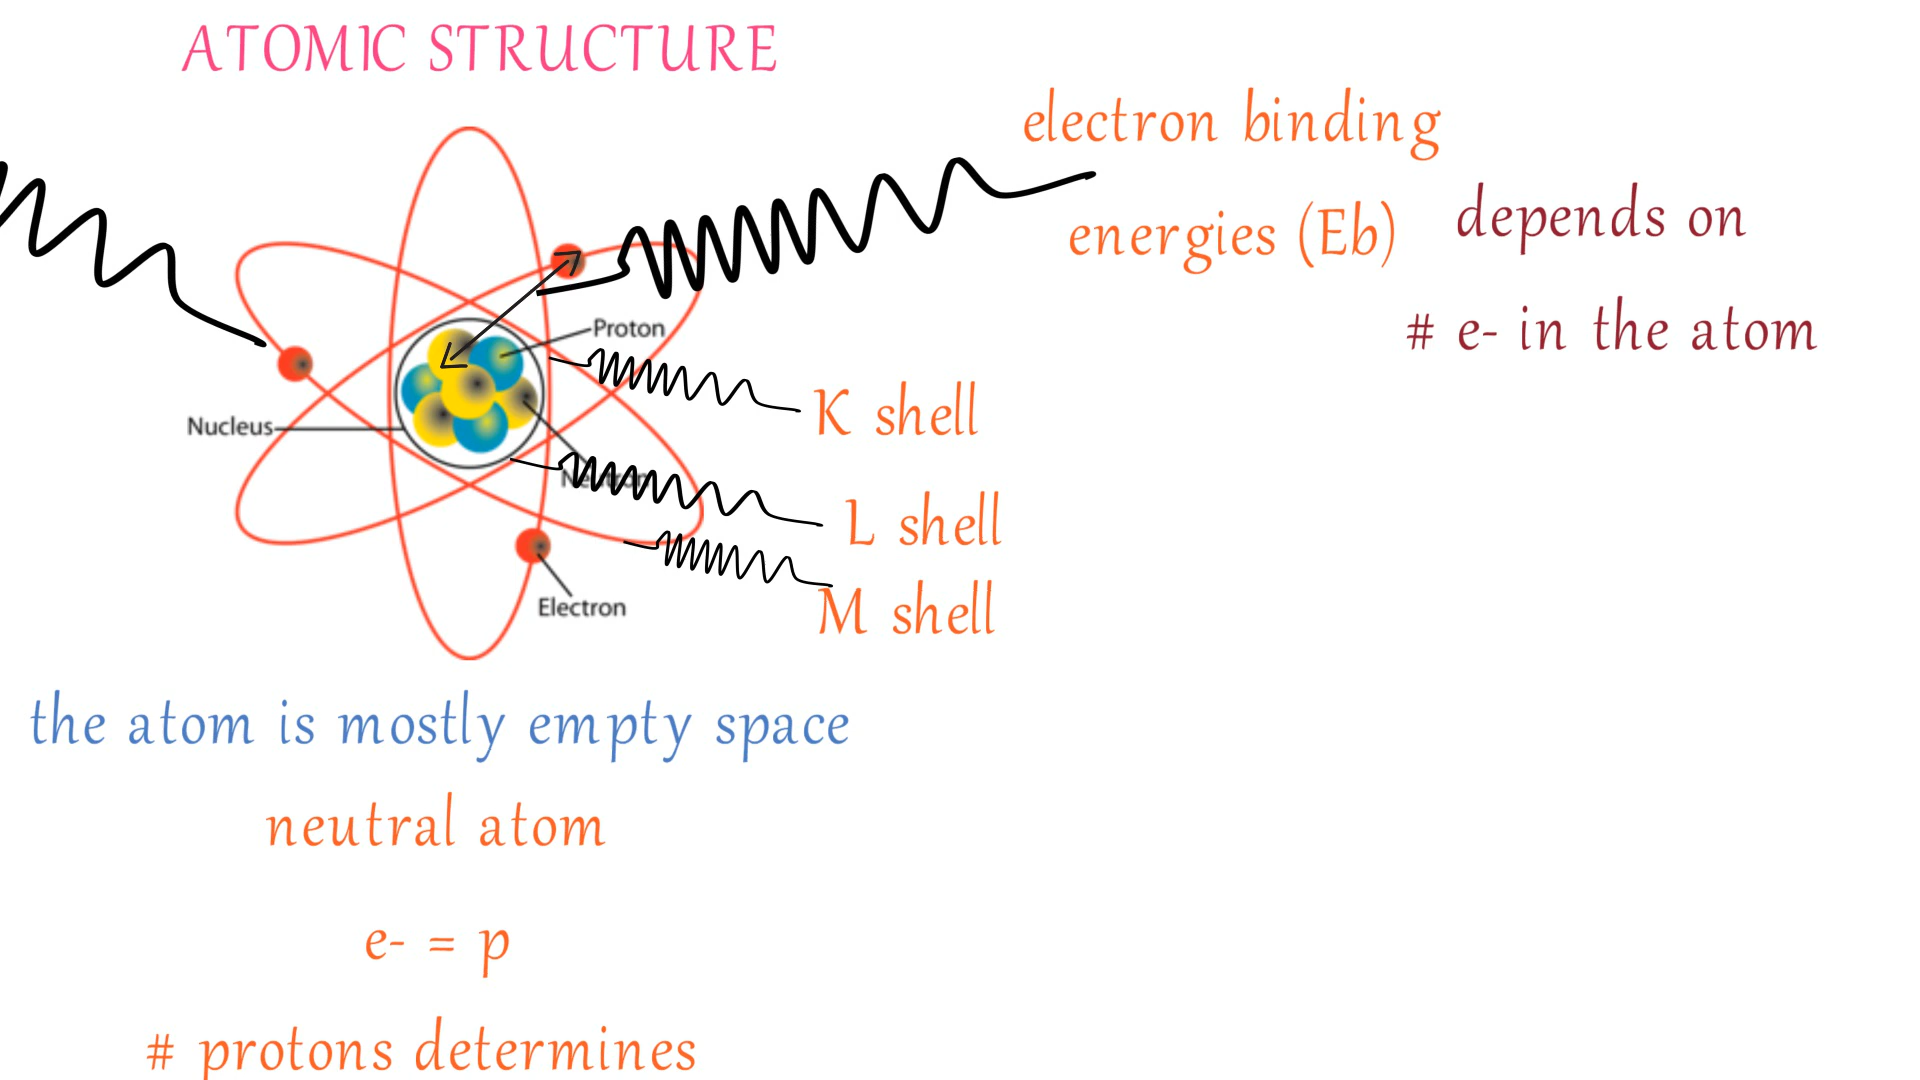 ATOMIC STRUCTURE
electron binding
energies (Eb)
depends on
# e- in the atom
Proton
Nucleus
Neutron
Electron
K shell
L shell
M shell
the atom is mostly empty space
neutral atom
e- = p
# protons determines